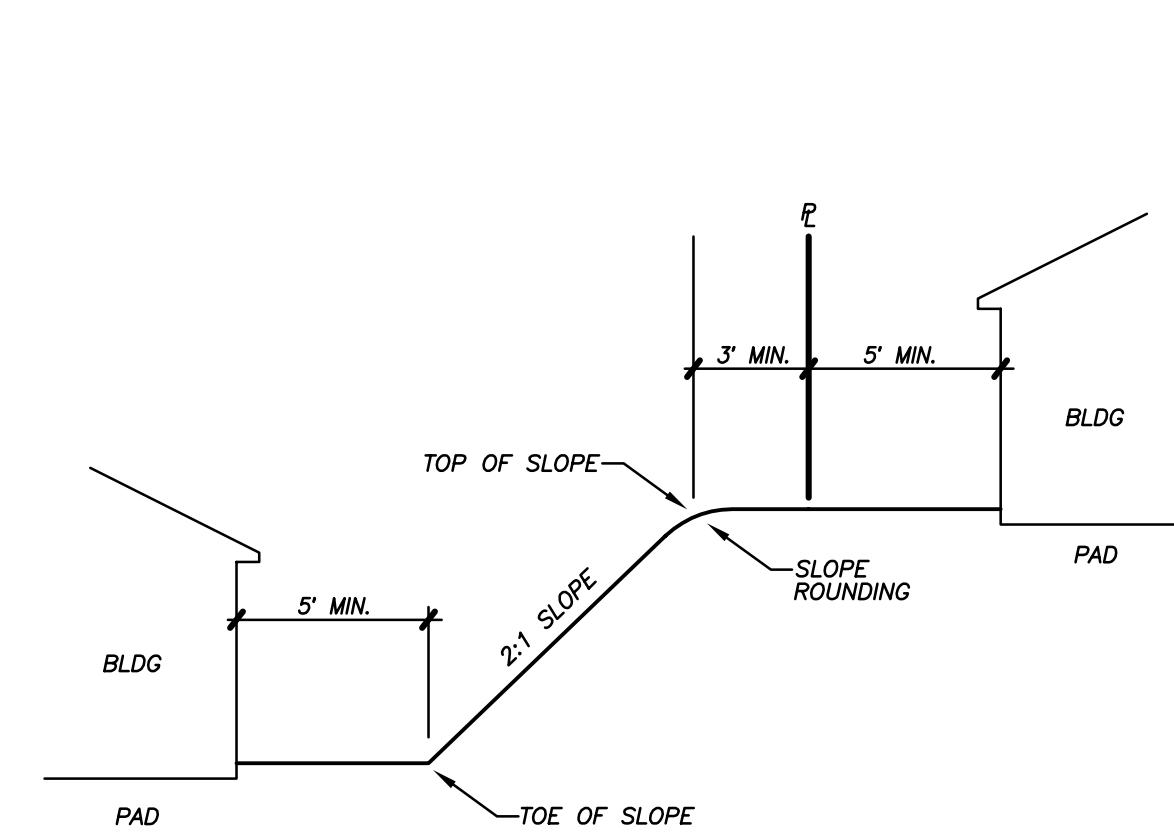 PL
3' MIN.
5' MIN.
BLDG
TOP OF SLOPE
SLOPE
ROUNDING
PAD
2:1 SLOPE
5' MIN.
BLDG
TOE OF SLOPE
PAD